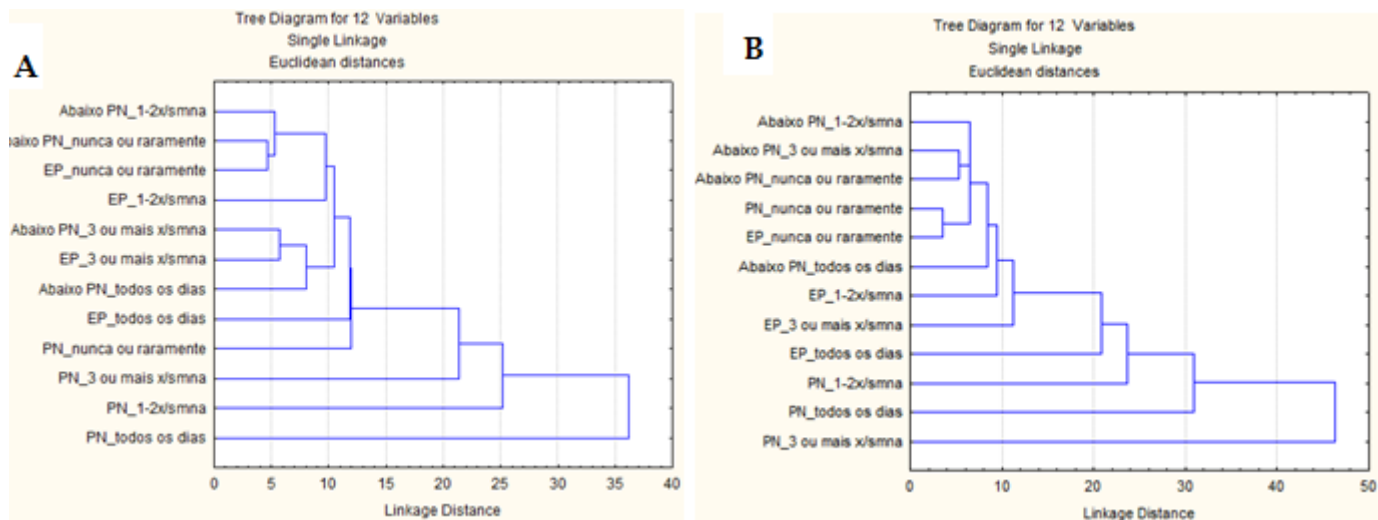 A
Tree Diagram for 12 Variables
Single Linkage
Euclidean distances
Abaixo PN_1-2x/smna
baixo PN_nunca ou raramente
EP_nunca ou raramente
EP_1-2x/smna
Abaixo PN_3 ou mais x/smna
EP_3 ou mais x/smna
Abaixo PN_todos os dias
EP_todos os dias
PN_nunca ou raramente
PN_3 ou mais x/smna
PN_1-2x/smna
PN_todos os dias
0 5 10 15 20 25 30 35 40
Linkage Distance
B
Tree Diagram for 12 Variables
Single Linkage
Euclidean distances
Abaixo PN_1-2x/smna
Abaixo PN_3 ou mais x/smna
Abaixo PN_nunca ou raramente
PN_nunca ou raramente
EP_nunca ou raramente
Abaixo PN_todos os dias
EP_1-2x/smna
EP_3 ou mais x/smna
EP_todos os dias
PN_1-2x/smna
PN_todos os dias
PN_3 ou mais x/smna
0 10 20 30 40 50
Linkage Distance